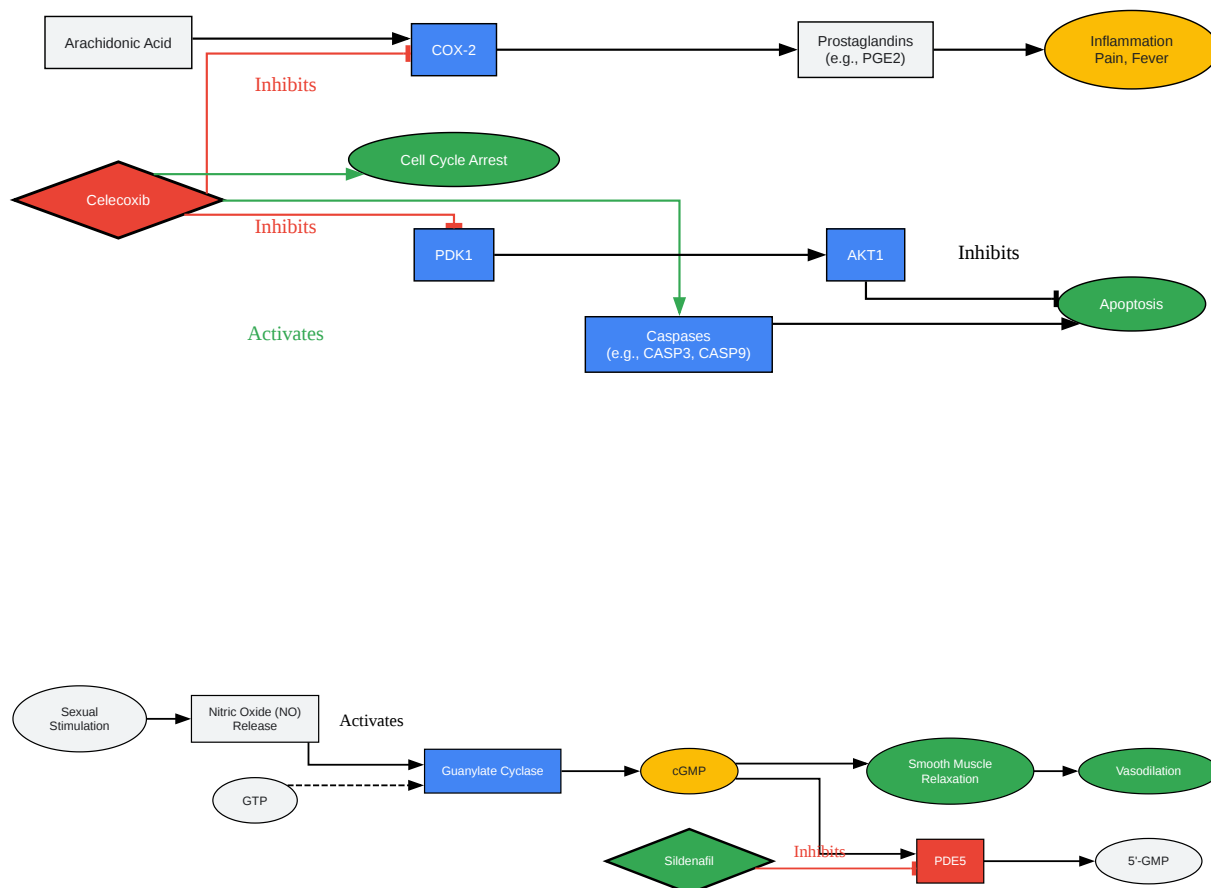 Arachidonic Acid
COX-2
Prostaglandins
(e.g., PGE2)
Inflammation
Pain, Fever
Inhibits
Cell Cycle Arrest
Celecoxib
Inhibits
PDK1
AKT1
Inhibits
Apoptosis
Activates
Caspases
(e.g., CASP3, CASP9)
Sexual
Stimulation
Nitric Oxide (NO)
Release
Activates
GTP
Guanylate Cyclase
cGMP
Smooth Muscle
Relaxation
Vasodilation
Sildenafil
Inhibits
PDE5
5'-GMP